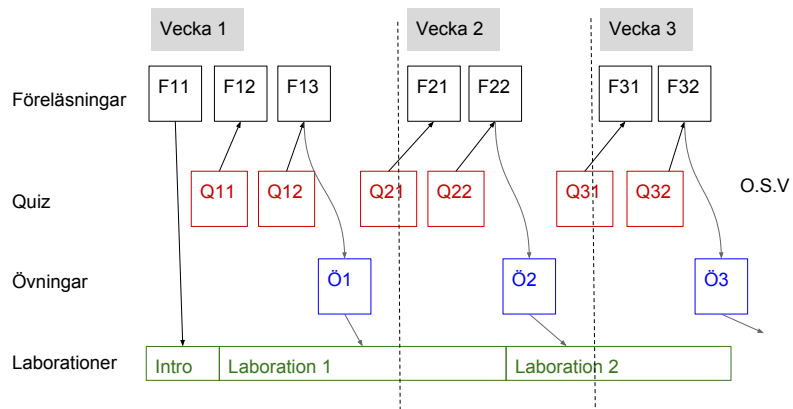 Vecka 1 Vecka 2 Vecka 3
Föreläsningar F11 F12 F13 F21 F22 F31 F32
Quiz Q11 Q12 Q21 Q22 Q31 Q32 O.S.V
Övningar Ö1 Ö2 Ö3
Laborationer Intro Laboration 1 Laboration 2